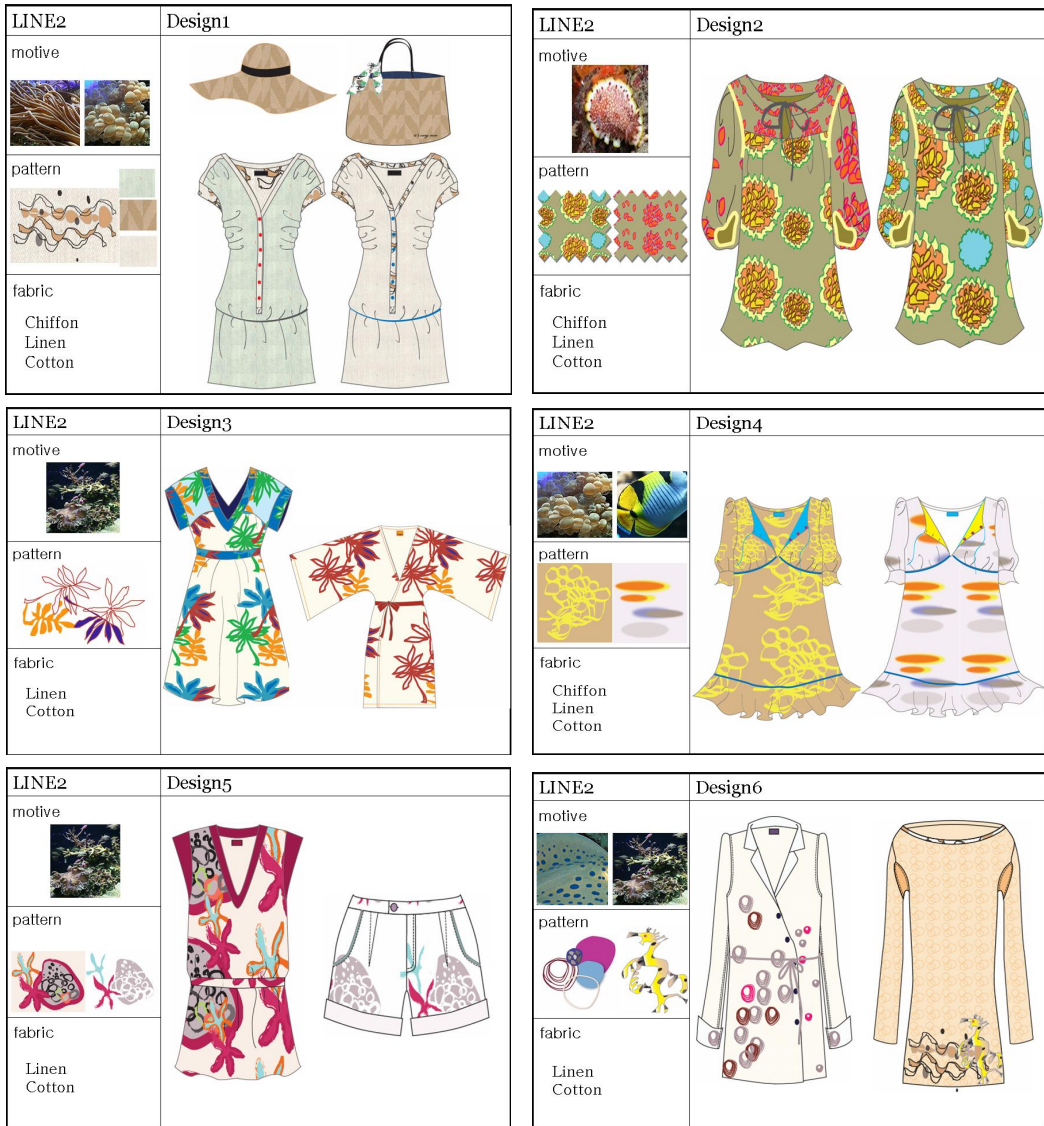 LINE2
Design1
motive
pattern
fabric
Chiffon
Linen
Cotton
LINE2
Design2
motive
pattern
fabric
Chiffon
Linen
Cotton
LINE2
Design3
motive
pattern
fabric
Linen
Cotton
LINE2
Design4
motive
pattern
fabric
Chiffon
Linen
Cotton
LINE2
Design5
motive
pattern
fabric
Linen
Cotton
LINE2
Design6
motive
pattern
fabric
Linen
Cotton